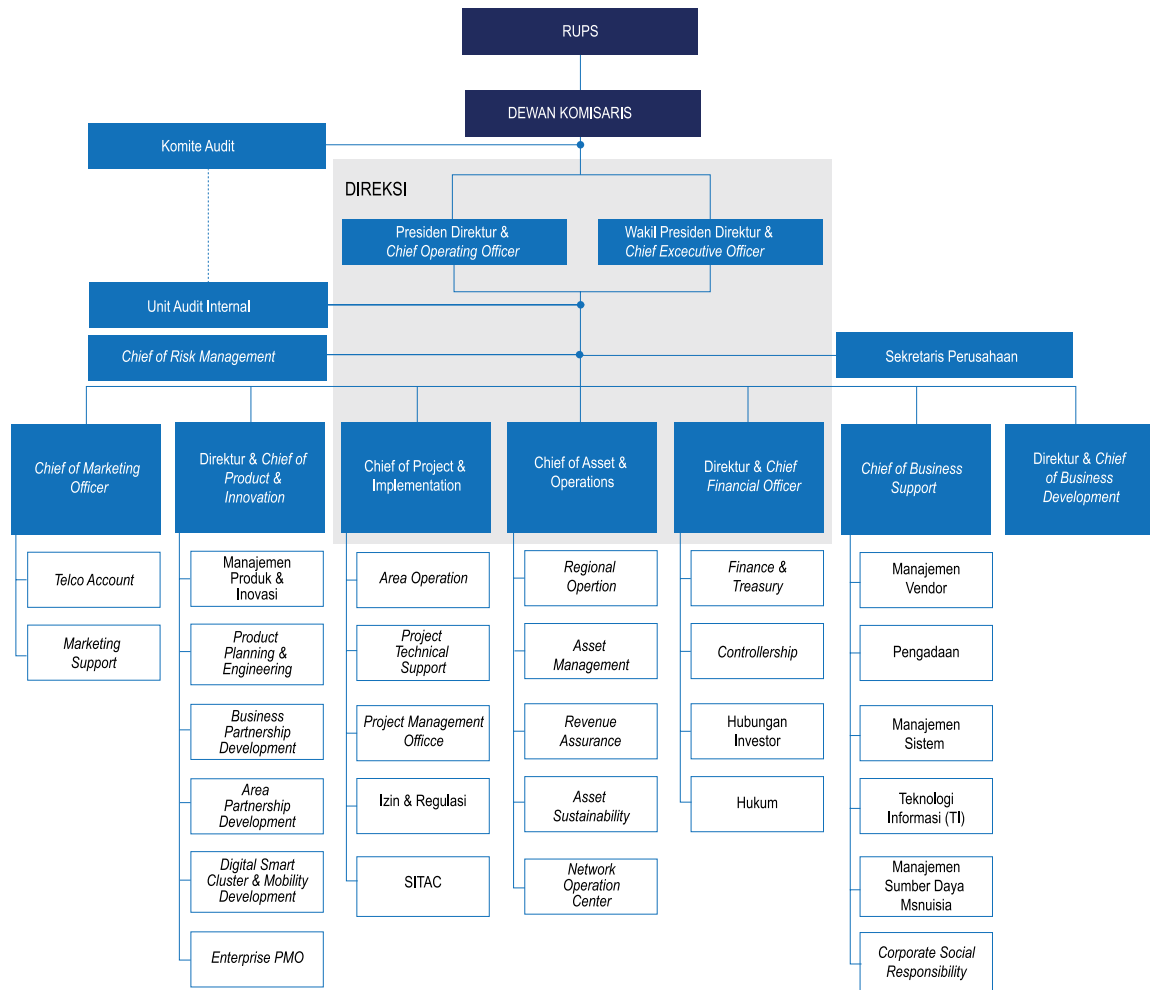 RUPS
DEWAN KOMISARIS
Komite Audit
DIREKSI
Presiden Direktur &
Chief Operating Officer
Wakil Presiden Direktur &
Chief Excecutive Officer
Unit Audit Internal
Chief of Risk Management
Sekretaris Perusahaan
Chief of Marketing
Officer
Direktur & Chief of
Product &
Innovation
Chief of Project &
Implementation
Chief of Asset &
Operations
Direktur & Chief
Financial Officer
Chief of Business
Support
Direktur & Chief
of Business
Development
Telco Account
Marketing
Support
Manajemen
Produk &
Inovasi
Product
Planning &
Engineering
Business
Partnership
Development
Area
Partnership
Development
Digital Smart
Cluster & Mobility
Development
Enterprise PMO
Area Operation
Project
Technical
Support
Project Management
Officce
Izin & Regulasi
SITAC
Regional
Opertion
Asset
Management
Revenue
Assurance
Asset
Sustainability
Network
Operation
Center
Finance &
Treasury
Controllership
Hubungan
Investor
Hukum
Manajemen
Vendor
Pengadaan
Manajemen
Sistem
Teknologi
Informasi (TI)
Manajemen
Sumber Daya
Msnuisia
Corporate Social
Responsibility